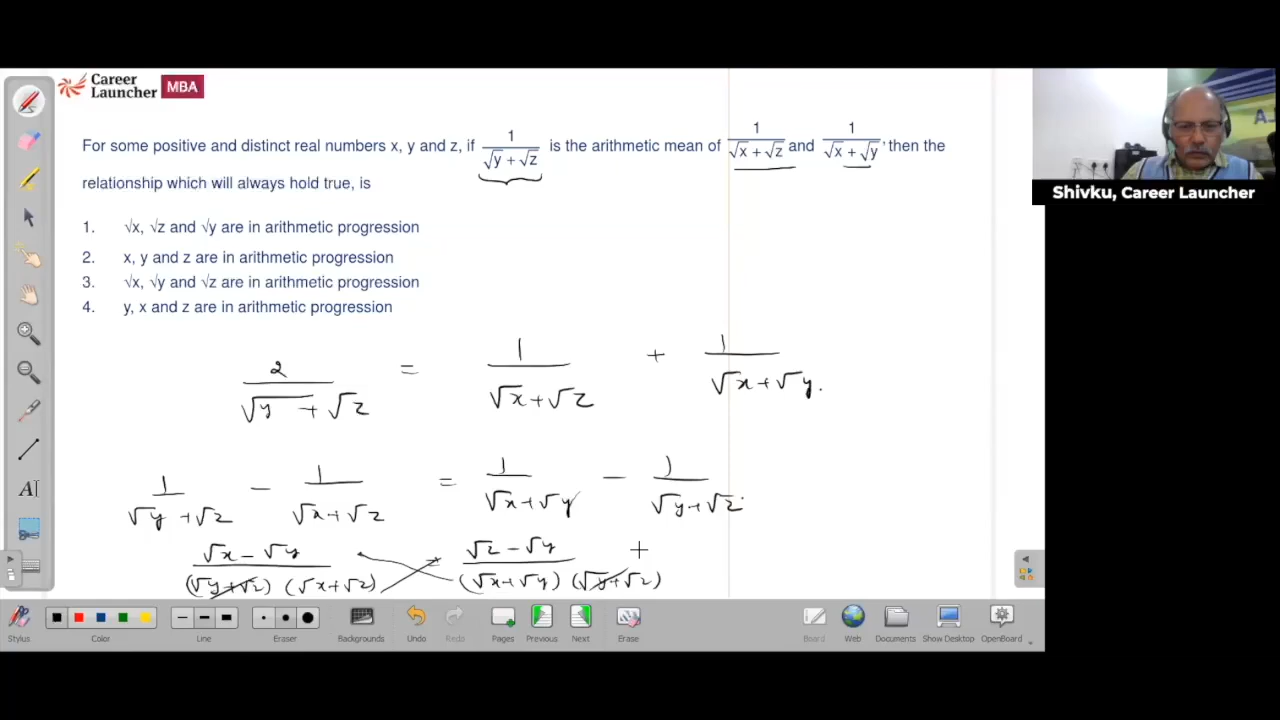 Career
Launcher MBA
For some positive and distinct real numbers x, y and z, if 1/(√y + √z) is the arithmetic mean of 1/(√x + √z) and 1/(√x + √y), then the
relationship which will always hold true, is
1. √x, √z and √y are in arithmetic progression
2. x, y and z are in arithmetic progression
3. √x, √y and √z are in arithmetic progression
4. y, x and z are in arithmetic progression
2/(√y + √z) = 1/(√x + √z) + 1/(√x + √y).
1/(√y + √z) - 1/(√x + √z) = 1/(√x + √y) - 1/(√y + √z)
(√x - √y)/((√y + √z) (√x + √z)) = (√z - √y)/((√x + √y) (√y + √z))
Shivku, Career Launcher
A
Stylus Color Line Eraser Backgrounds Undo Redo Pages Previous Next Erase Board Web Documents Show Desktop OpenBoard